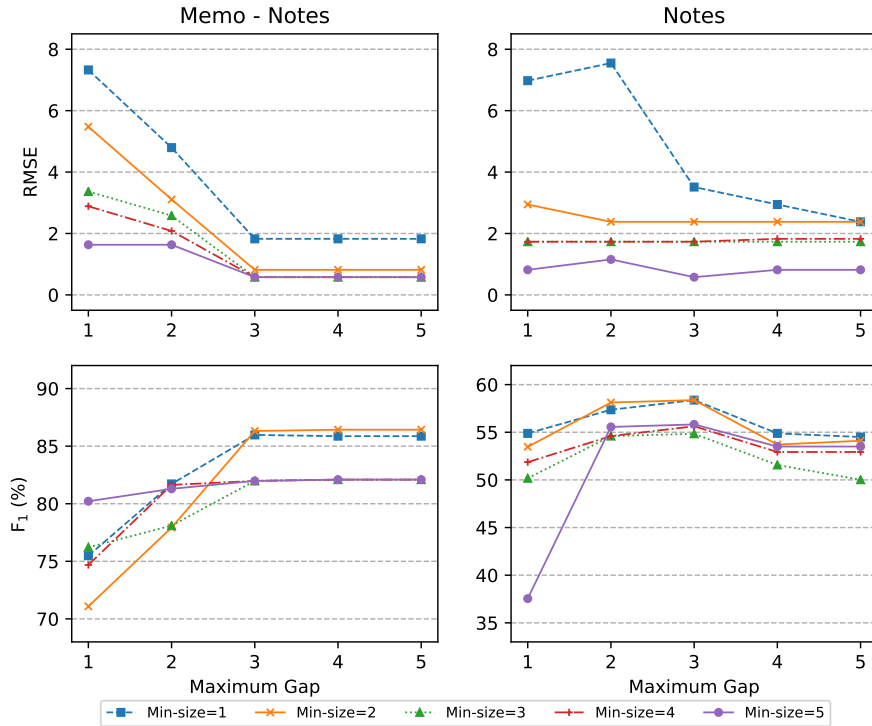 Memo - Notes
Notes
8
6
4
2
0
RMSE
1 2 3 4 5
8
6
4
2
0
1 2 3 4 5
90
85
80
75
70
F1 (%)
1 2 3 4 5
Maximum Gap
60
55
50
45
40
35
1 2 3 4 5
Maximum Gap
Min-size=1 Min-size=2 Min-size=3 Min-size=4 Min-size=5